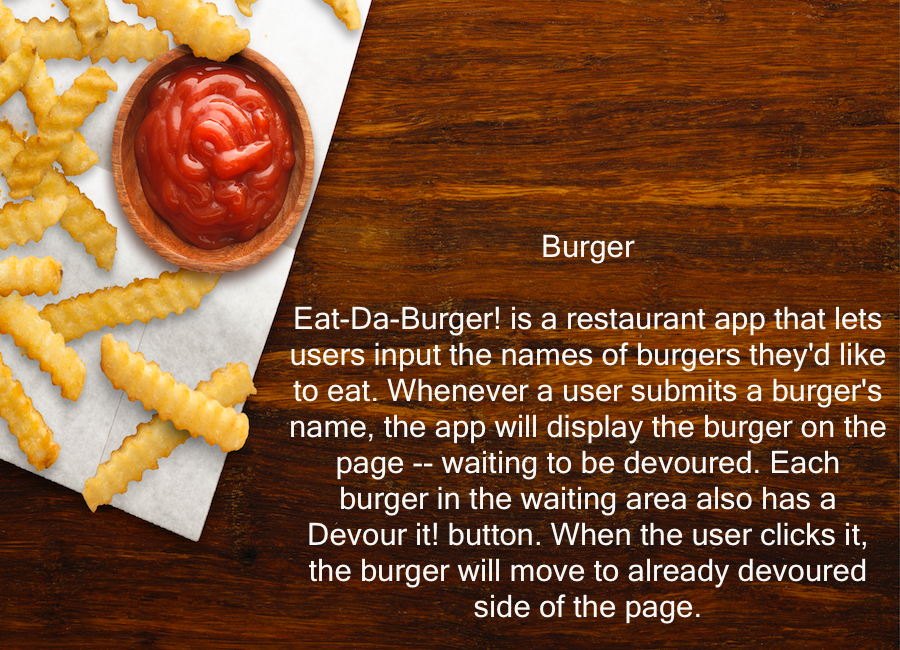 Burger
Eat-Da-Burger! is a restaurant app that lets
users input the names of burgers they'd like
to eat. Whenever a user submits a burger's
name, the app will display the burger on the
page -- waiting to be devoured. Each
burger in the waiting area also has a
Devour it! button. When the user clicks it,
the burger will move to already devoured
side of the page.